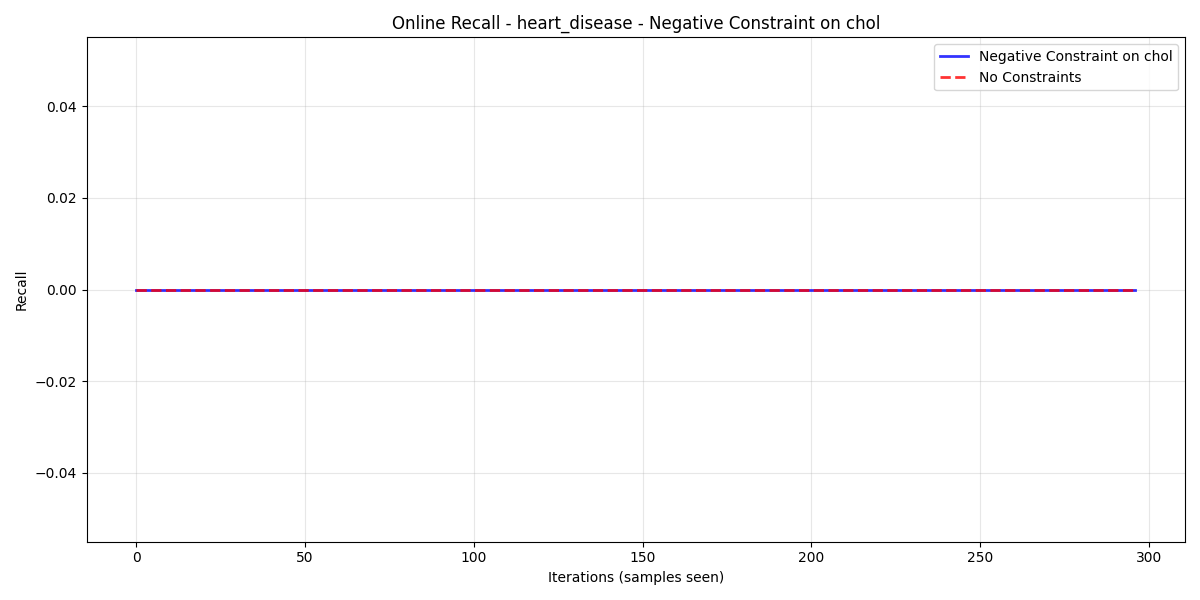 Online Recall - heart_disease - Negative Constraint on chol
Negative Constraint on chol
No Constraints
0.04
0.02
0.00
−0.02
−0.04
Recall
0 50 100 150 200 250 300
Iterations (samples seen)